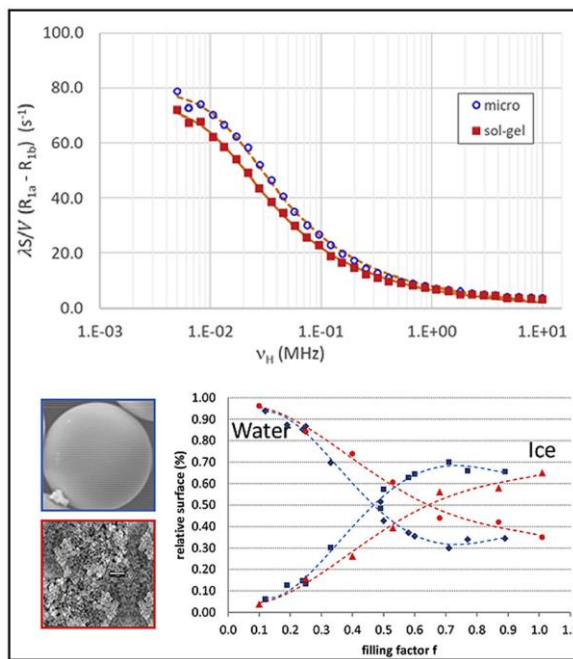 100.0
80.0
60.0
40.0
20.0
0.0
λS/V (R1a - R1b) (s-1)
micro
sol-gel
1.E-03 1.E-02 1.E-01 1.E+00 1.E+01
νH (MHz)
1.00
0.90
0.80
0.70
0.60
0.50
0.40
0.30
0.20
0.10
0.00
relative surface (%)
Water
Ice
0.0 0.1 0.2 0.3 0.4 0.5 0.6 0.7 0.8 0.9 1.0
filling factor f